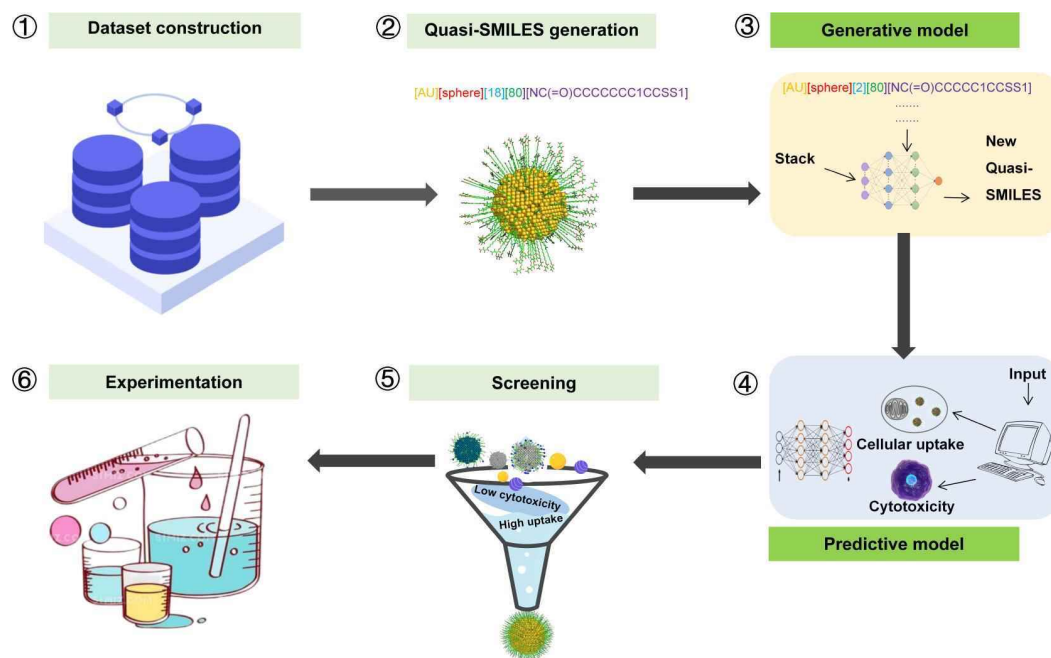 ① Dataset construction
② Quasi-SMILES generation
[AU][sphere][18][80][NC(=O)CCCCCCC1CCSS1]
③ Generative model
[AU][sphere][2][80][NC(=O)CCCCC1CCSS1]
.......
.......
Stack
New
Quasi-
SMILES
④
Input
Cellular uptake
Cytotoxicity
Predictive model
⑤ Screening
Low cytotoxicity
High uptake
⑥ Experimentation